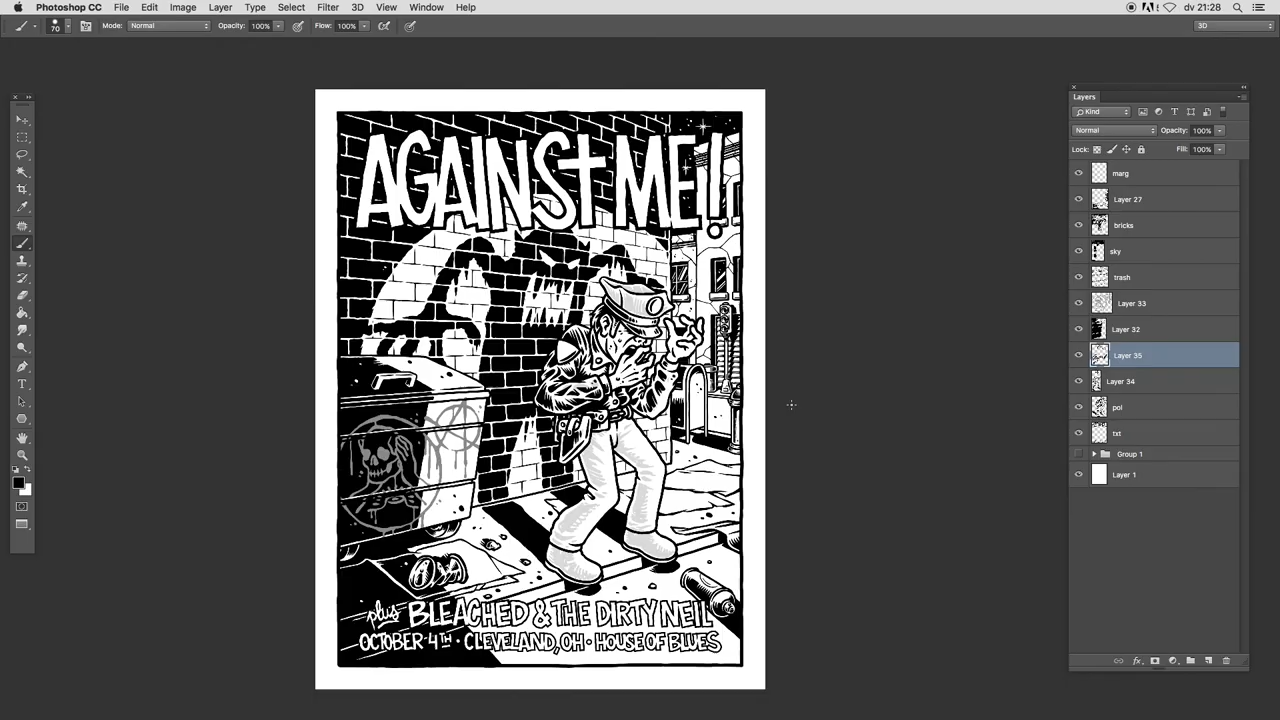 Photoshop CC File Edit Image Layer Type Select Filter 3D View Window Help dv 21:28
70 Mode: Normal Opacity: 100% Flow: 100% 3D
AGAINST ME!
plus BLEACHED & THE DIRTY NEIL
OCTOBER 4TH • CLEVELAND, OH • HOUSE OF BLUES
Layers
Kind
Normal Opacity: 100%
Lock: Fill: 100%
marg
Layer 27
bricks
sky
trash
Layer 33
Layer 32
Layer 35
Layer 34
pol
txt
Group 1
Layer 1
fx